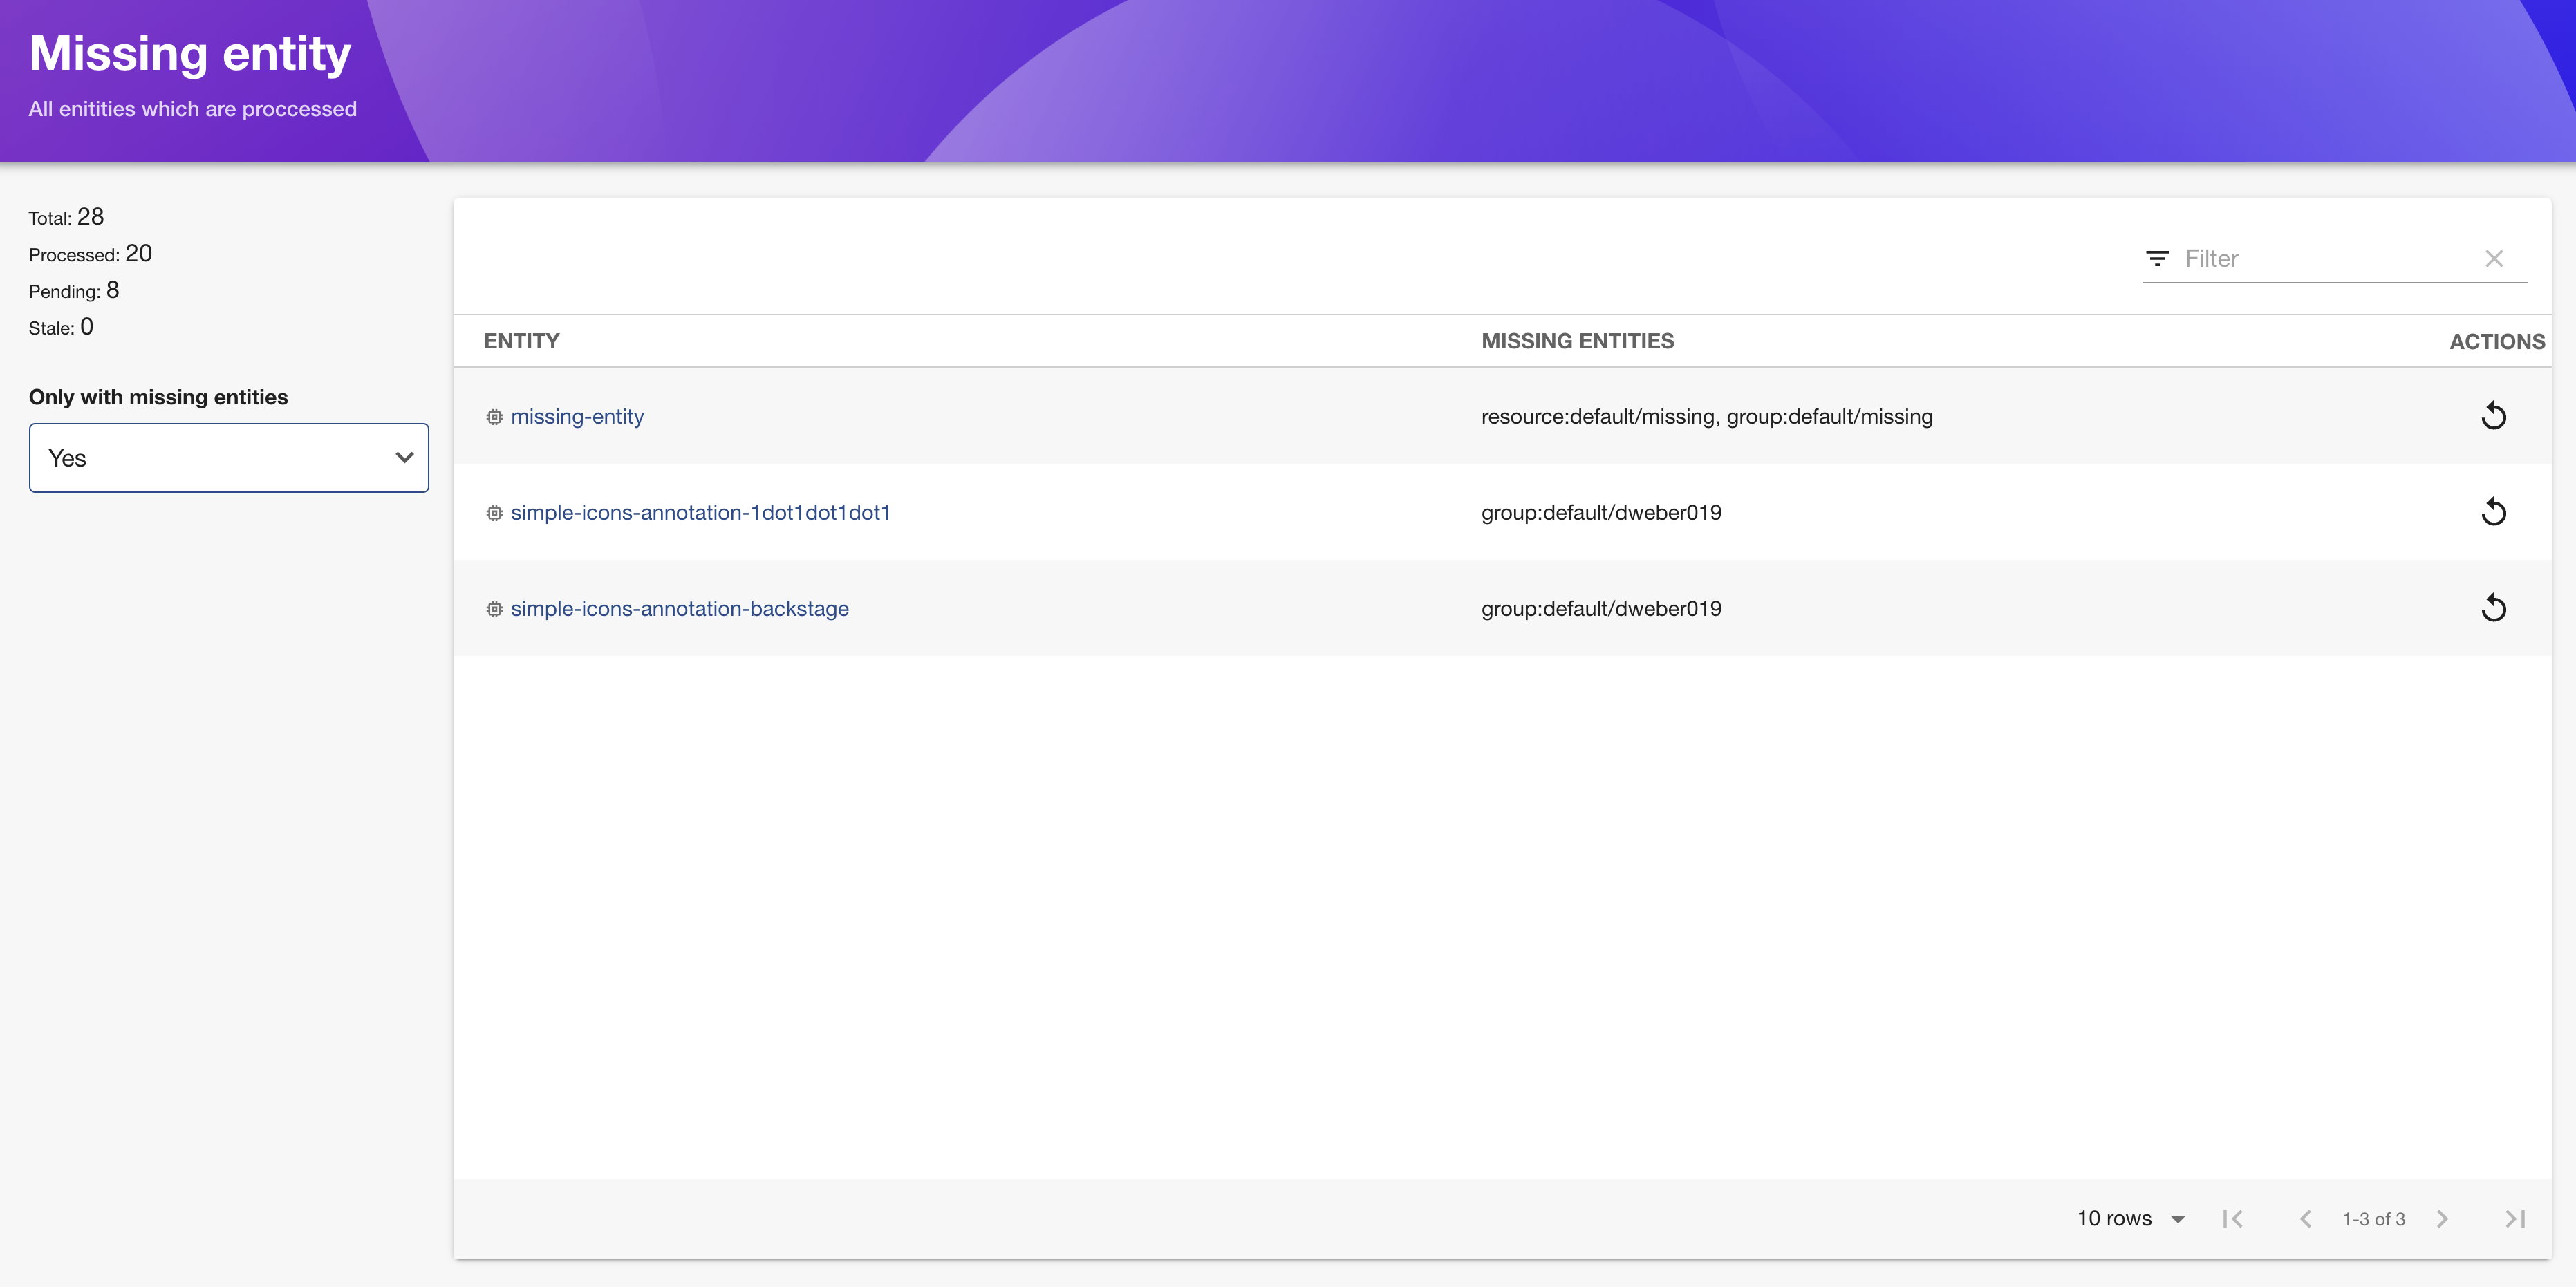 Missing entity
All enitities which are proccessed
Total: 28
Processed: 20
Pending: 8
Stale: 0
Only with missing entities
Yes
Filter
ENTITY MISSING ENTITIES ACTIONS
missing-entity resource:default/missing, group:default/missing
simple-icons-annotation-1dot1dot1dot1 group:default/dweber019
simple-icons-annotation-backstage group:default/dweber019
10 rows 1-3 of 3